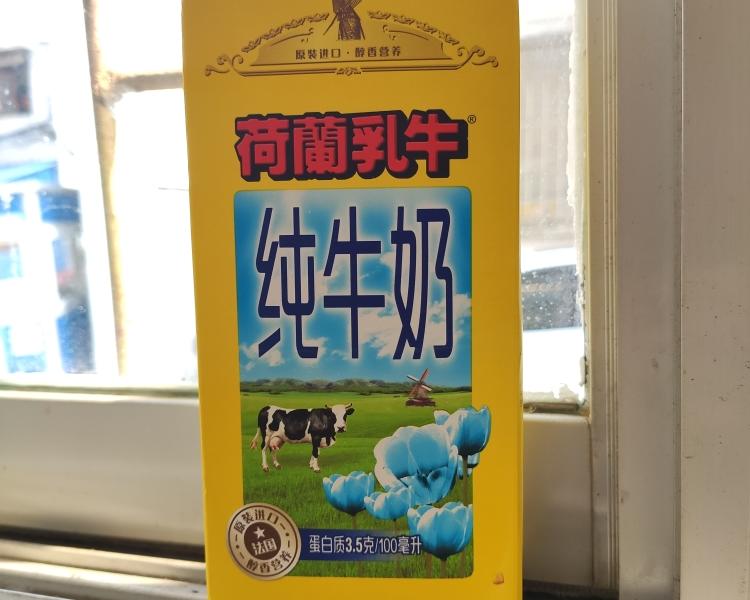 原装进口·醇香营养
荷蘭乳牛®
纯牛奶
原装进口
法国
醇香营养
蛋白质3.5克/100毫升